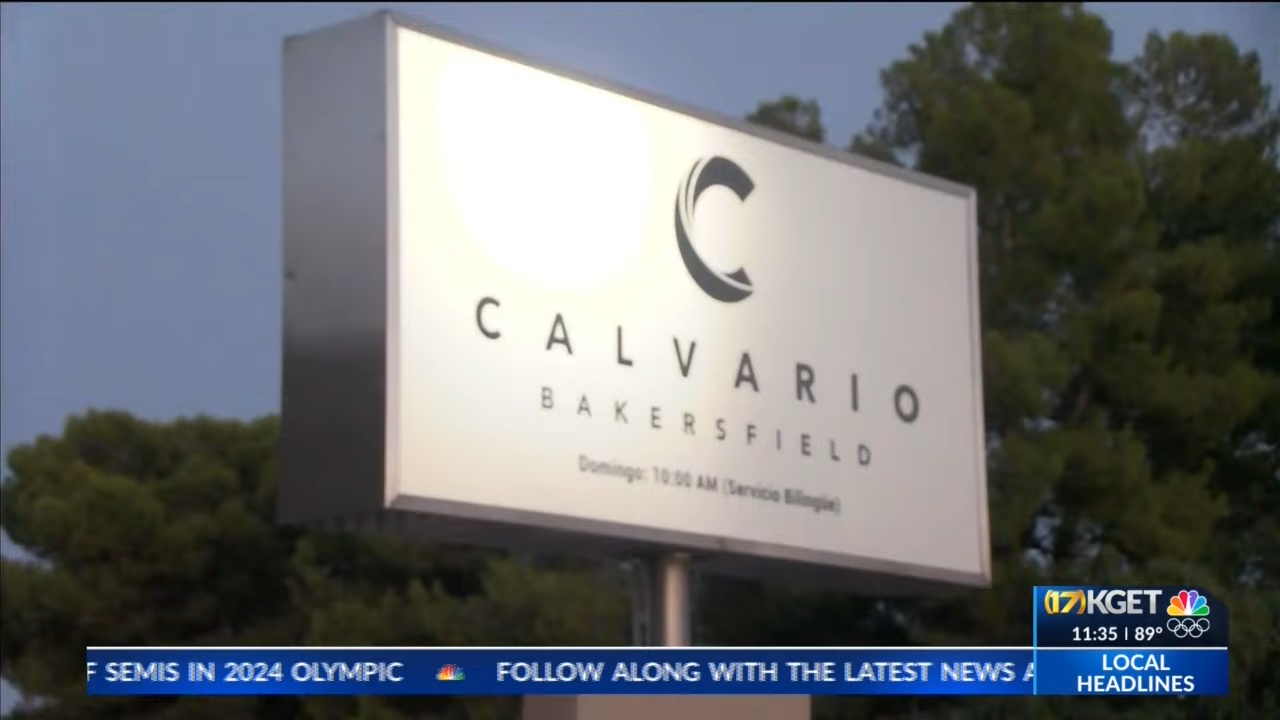 C
CALVARIO
BAKERSFIELD
Domingo: 10:00 AM (Servicio Bilingüe)
17 KGET
11:35 | 89°
SEMIS IN 2024 OLYMPIC FOLLOW ALONG WITH THE LATEST NEWS
LOCAL
HEADLINES